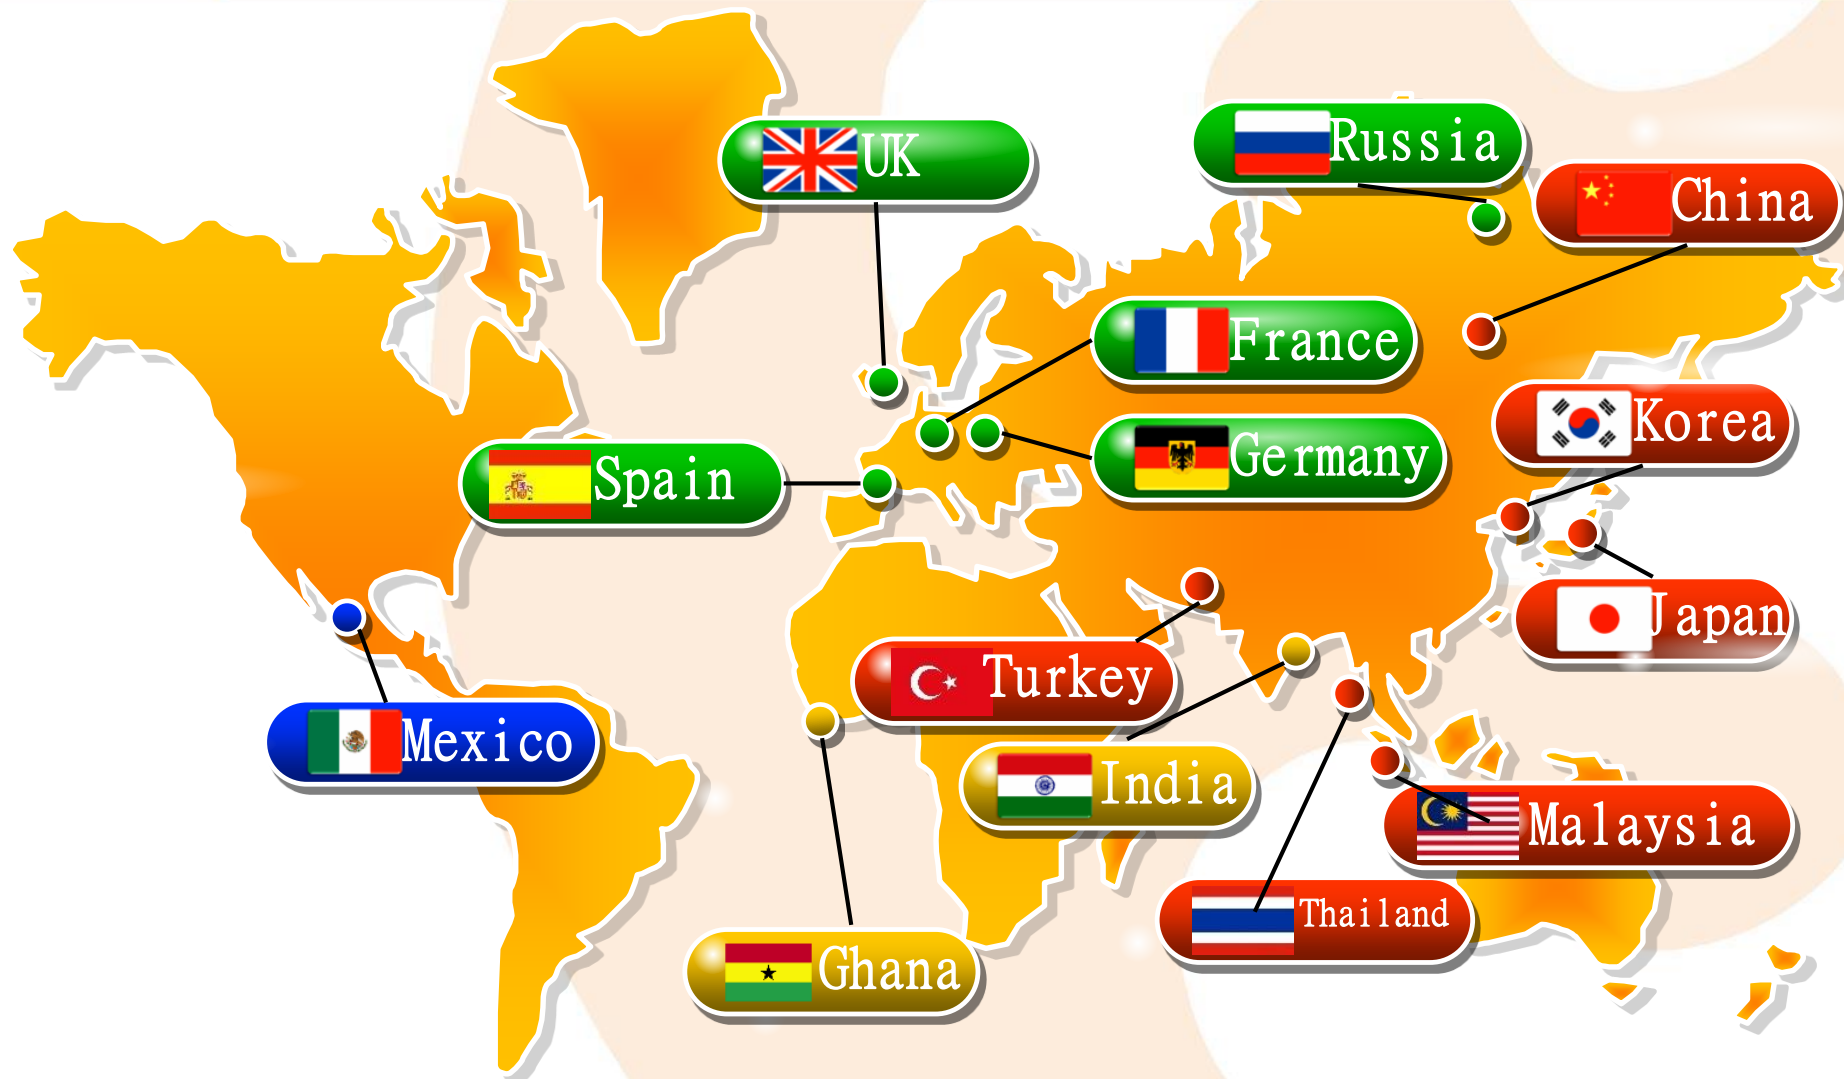 UK
Russia
China
France
Korea
Germany
Spain
Japan
Turkey
Mexico
India
Malaysia
Thailand
Ghana